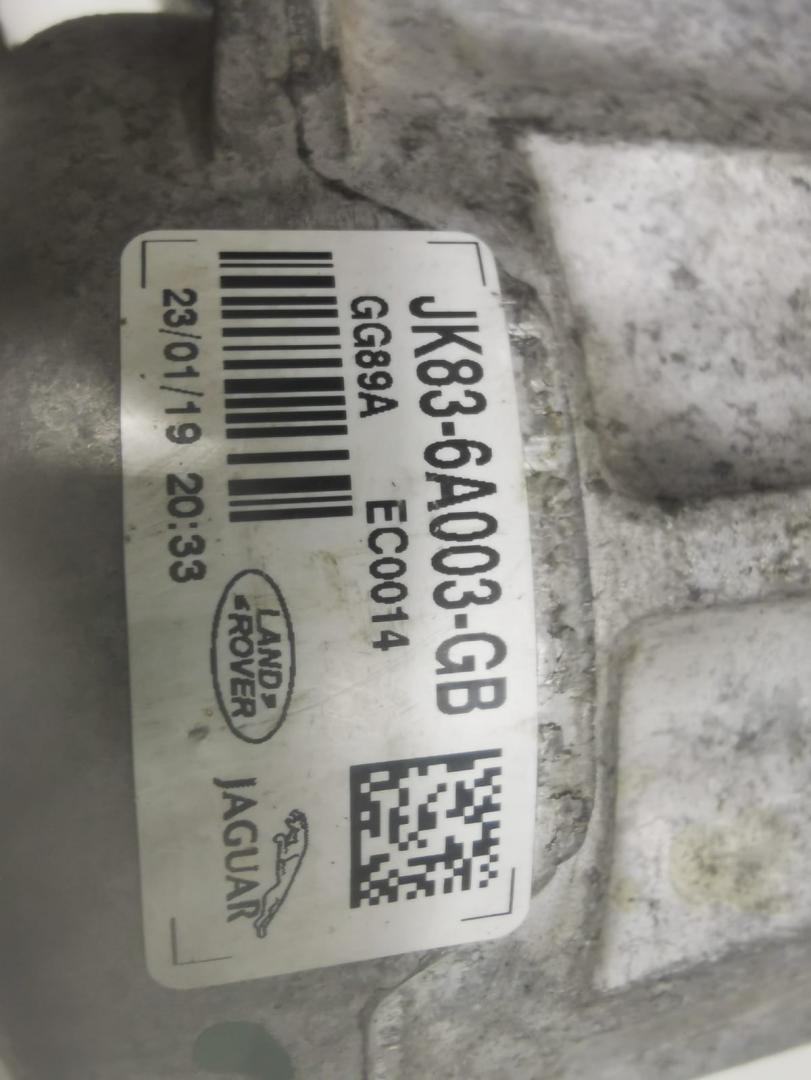 JK83-6A003-GB
GG89A EC0014
23/01/19 20:33
LAND
ROVER
JAGUAR